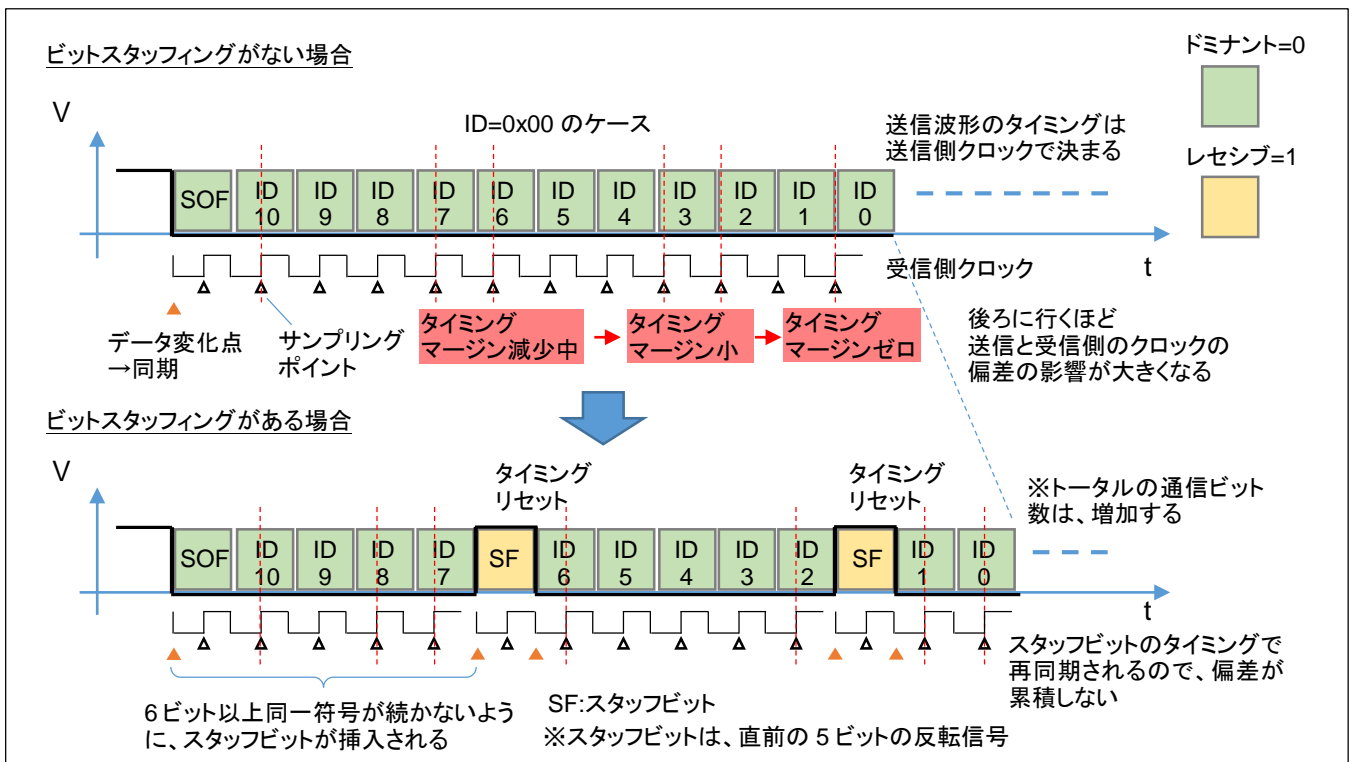 ビットスタッフィングがない場合
ドミナント=0
レセシブ=1
V
ID=0x00 のケース
送信波形のタイミングは
送信側クロックで決まる
SOF
ID
10
ID
9
ID
8
ID
7
ID
6
ID
5
ID
4
ID
3
ID
2
ID
1
ID
0
t
受信側クロック
データ変化点
→同期
サンプリング
ポイント
タイミング
マージン減少中
タイミング
マージン小
タイミング
マージンゼロ
後ろに行くほど
送信と受信側のクロックの
偏差の影響が大きくなる
ビットスタッフィングがある場合
V
タイミング
リセット
タイミング
リセット
※トータルの通信ビット
数は、増加する
SOF
ID
10
ID
9
ID
8
ID
7
SF
ID
6
ID
5
ID
4
ID
3
ID
2
SF
ID
1
ID
0
t
スタッフビットのタイミングで
再同期されるので、偏差が
累積しない
6ビット以上同一符号が続かないよう
に、スタッフビットが挿入される
SF:スタッフビット
※スタッフビットは、直前の 5 ビットの反転信号